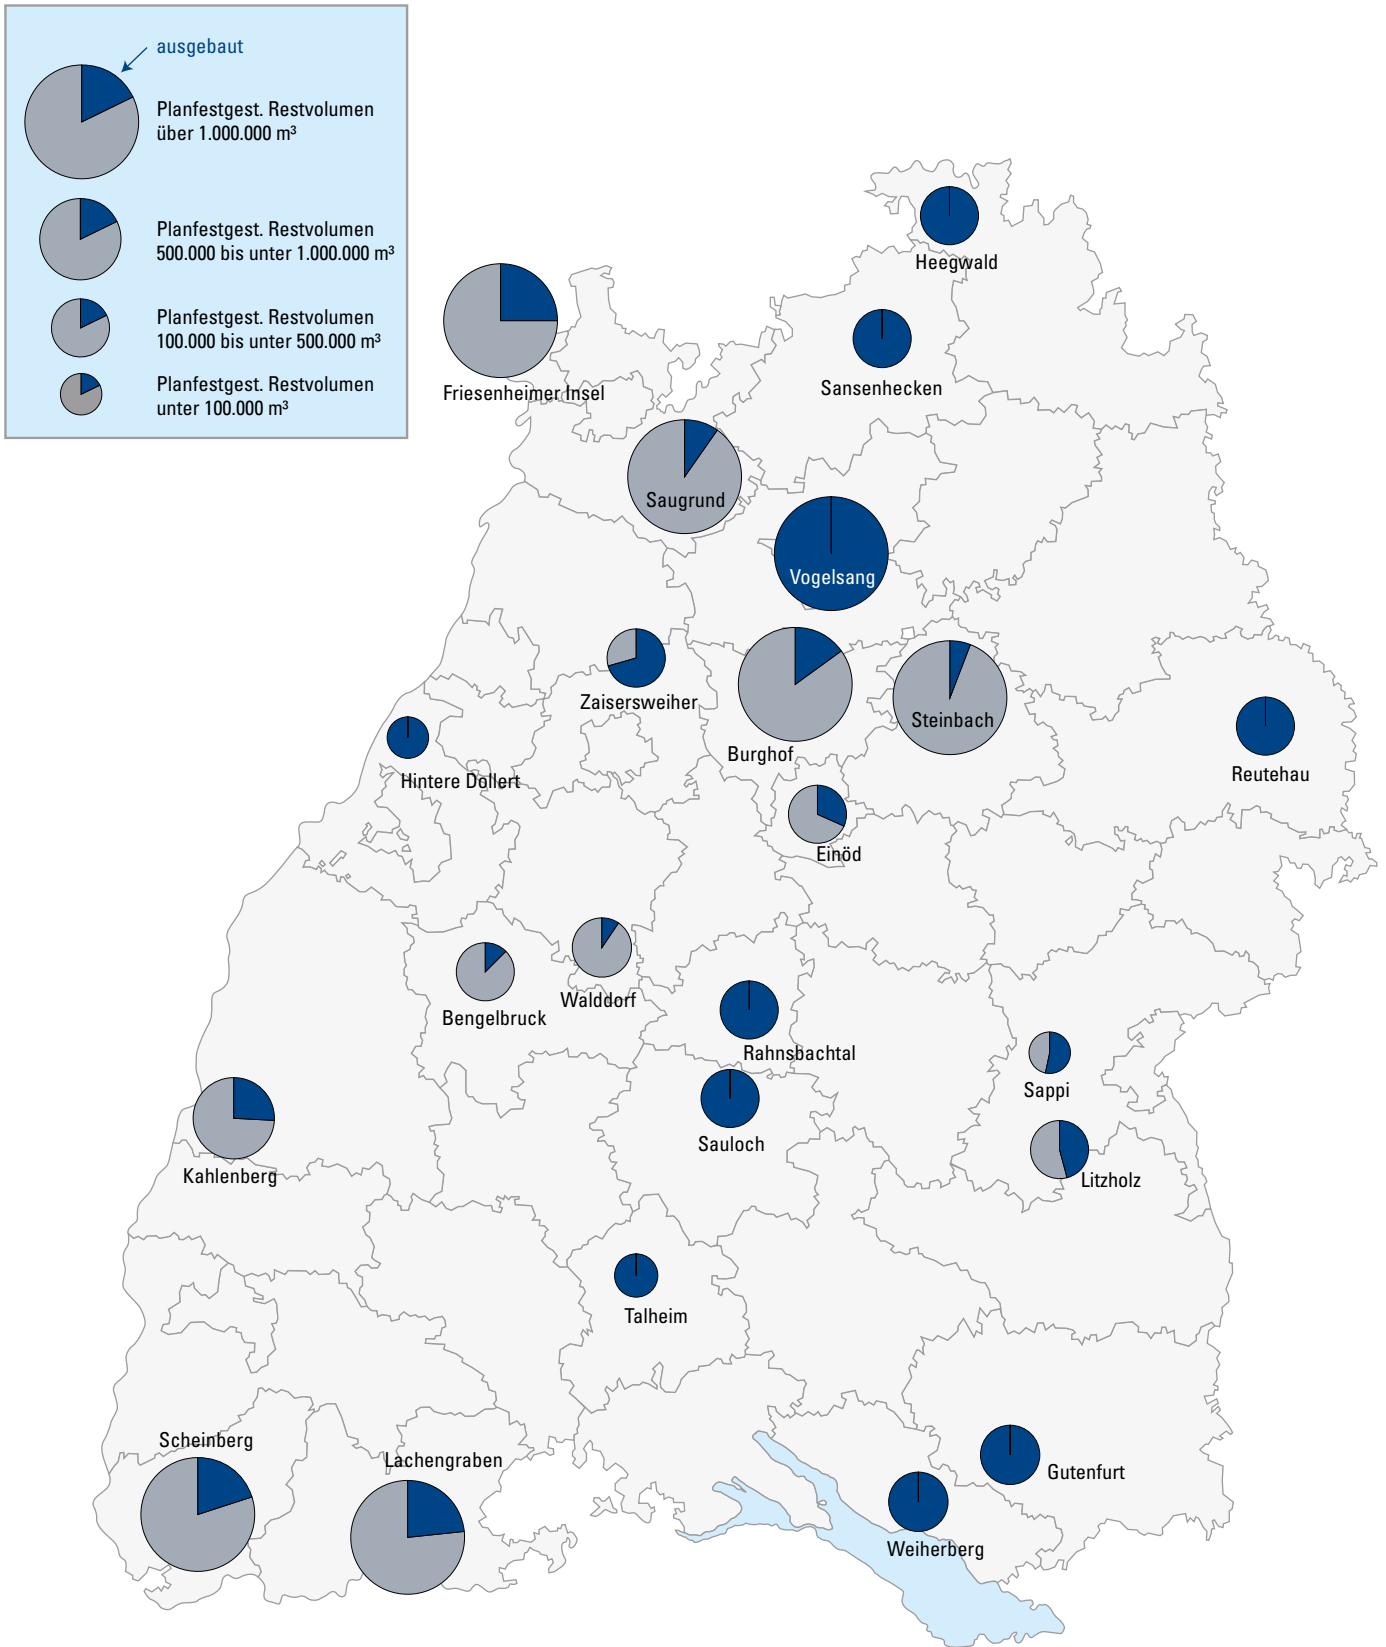 ausgebaut
Planfestgest. Restvolumen
über 1.000.000 m³
Planfestgest. Restvolumen
500.000 bis unter 1.000.000 m³
Planfestgest. Restvolumen
100.000 bis unter 500.000 m³
Planfestgest. Restvolumen
unter 100.000 m³
Heegwald
Sansenhecken
Friesenheimer Insel
Saugrund
Vogelsang
Zaisersweiher
Steinbach
Burghof
Reutehau
Hintere Dollert
Einöd
Walddorf
Bengelbruck
Rahnsbachtal
Sappi
Sauloch
Kahlenberg
Litzholz
Talheim
Scheinberg
Lachengraben
Gutenfurt
Weiherberg